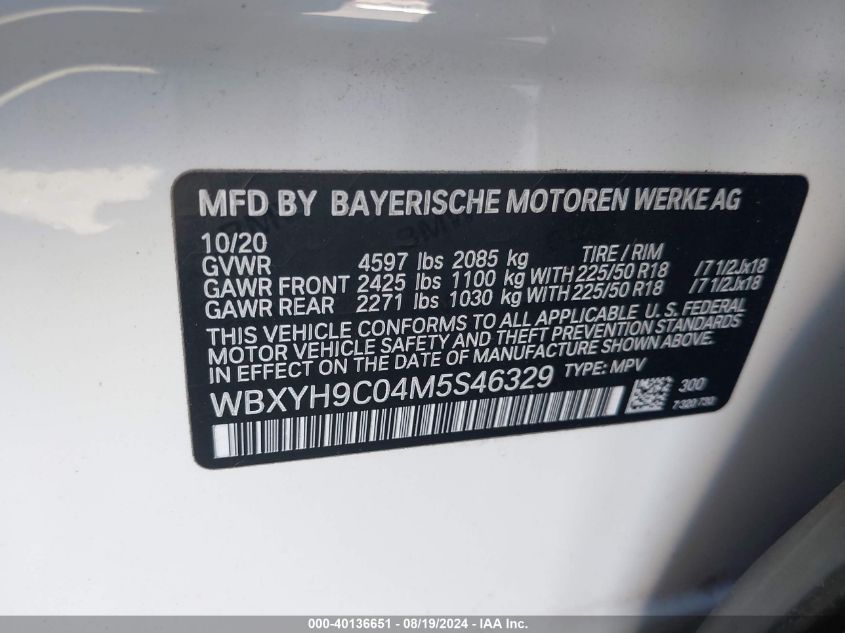 MFD BY BAYERISCHE MOTOREN WERKE AG
10/20 TIRE / RIM
GVWR 4597 lbs 2085 kg
GAWR FRONT 2425 lbs 1100 kg WITH 225/50 R18 /7 1/2Jx18
GAWR REAR 2271 lbs 1030 kg WITH 225/50 R18 /7 1/2Jx18
THIS VEHICLE CONFORMS TO ALL APPLICABLE U. S. FEDERAL
MOTOR VEHICLE SAFETY AND THEFT PREVENTION STANDARDS
IN EFFECT ON THE DATE OF MANUFACTURE SHOWN ABOVE.
WBXYH9C04M5S46329 TYPE: MPV
300
7 320 730
000-40136651 / 08/19/2024 - IAA Inc.